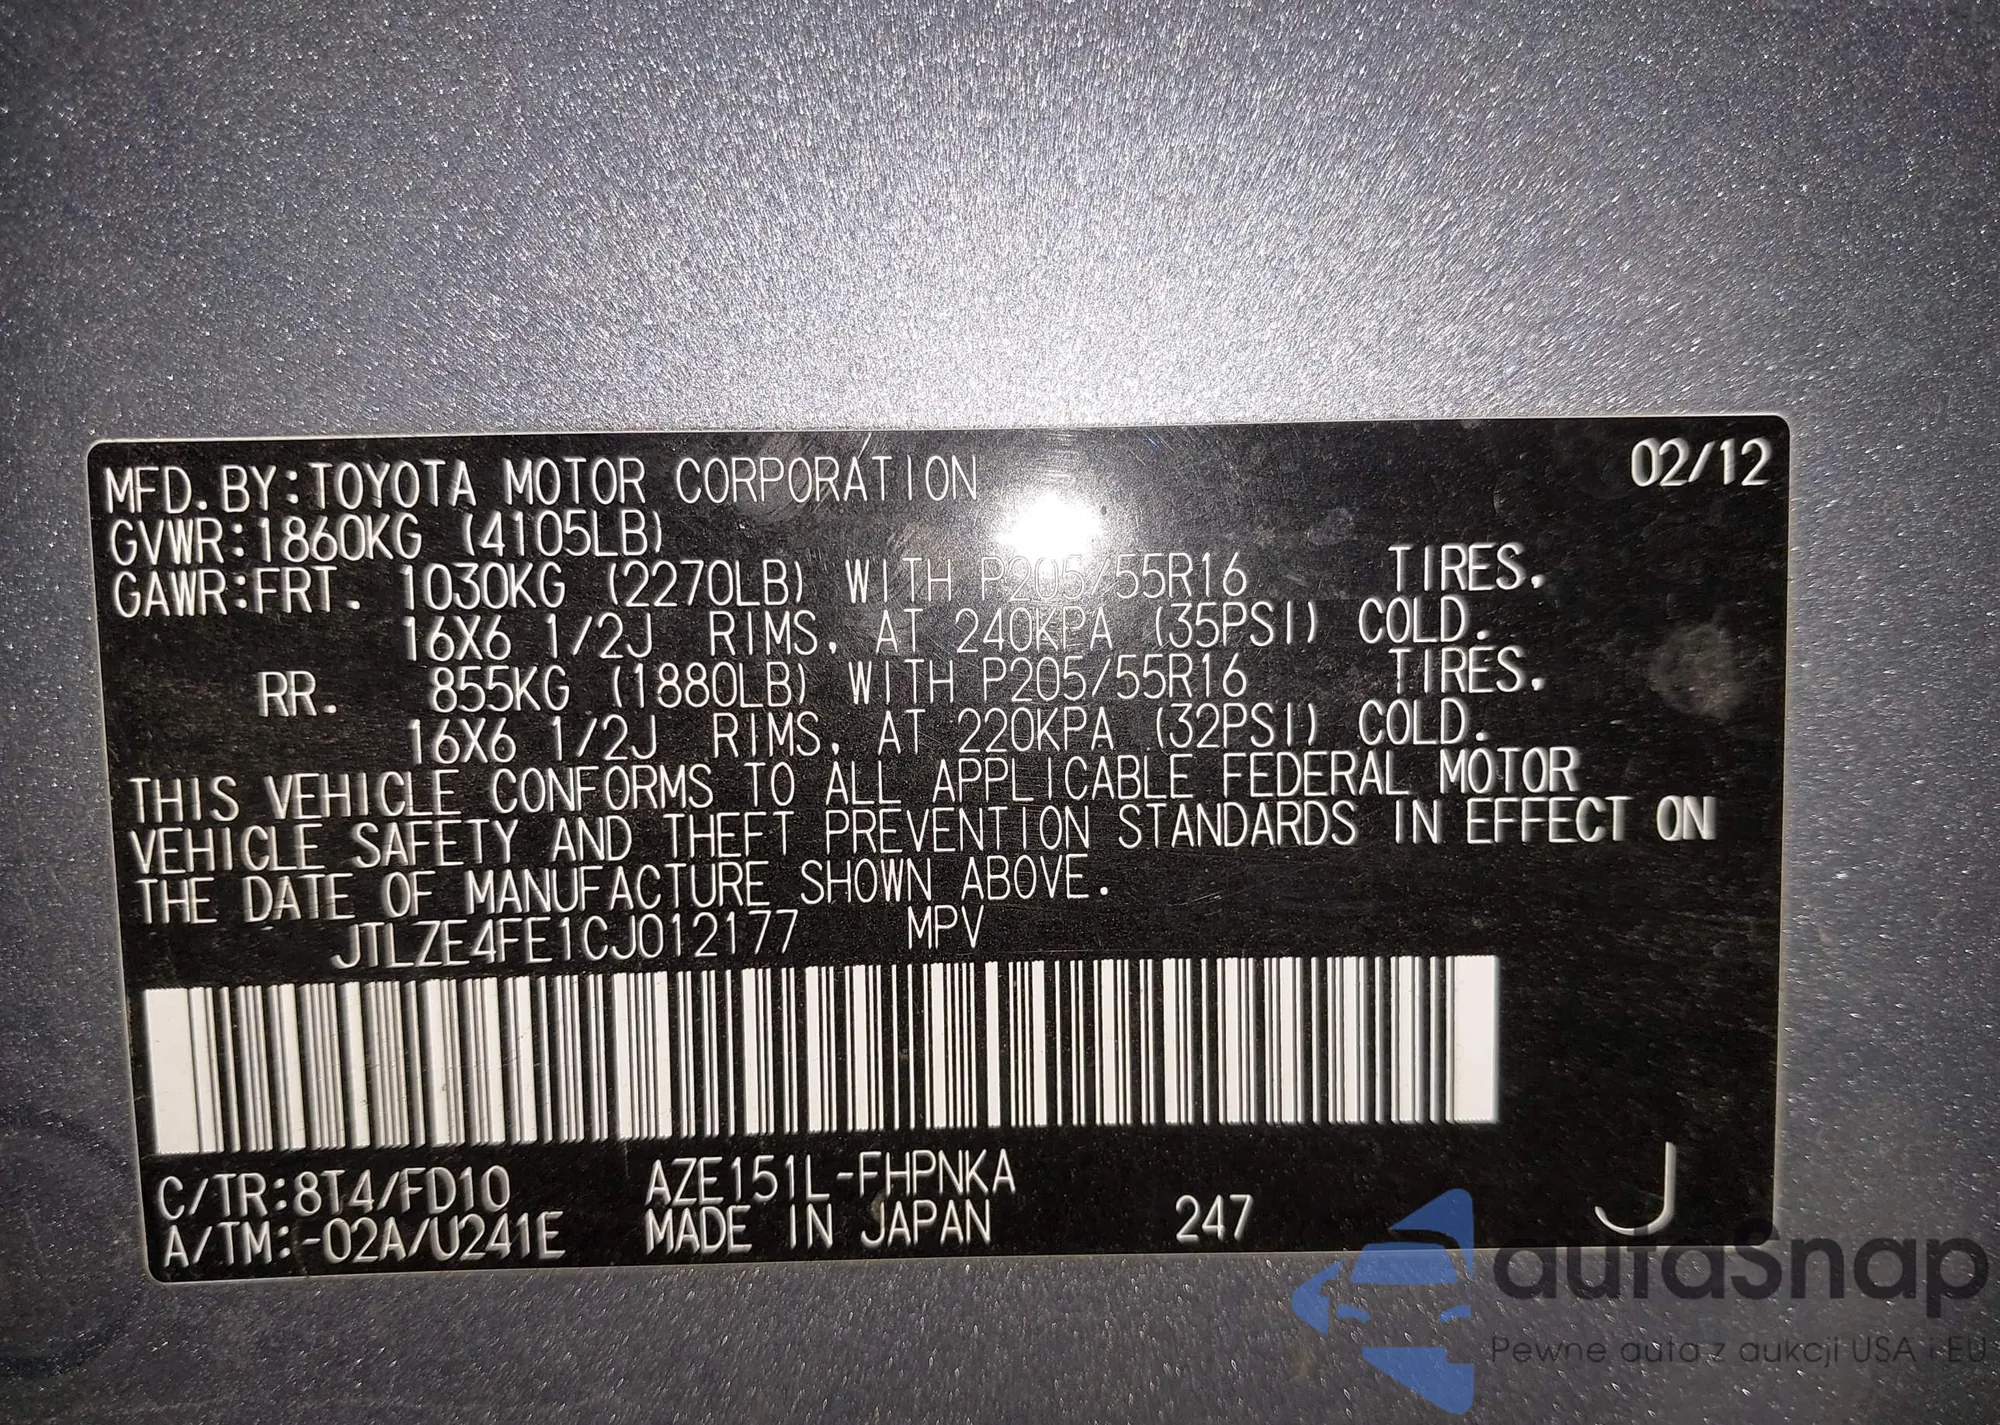 MFD. BY: TOYOTA MOTOR CORPORATION 02/12
GVWR: 1860KG (4105LB)
GAWR: FRT. 1030KG (2270LB) WITH P205/55R16 TIRES.
16X6 1/2J RIMS, AT 240KPA (35PSI) COLD.
RR. 855KG (1880LB) WITH P205/55R16 TIRES.
16X6 1/2J RIMS, AT 220KPA (32PSI) COLD.
THIS VEHICLE CONFORMS TO ALL APPLICABLE FEDERAL MOTOR
VEHICLE SAFETY AND THEFT PREVENTION STANDARDS IN EFFECT ON
THE DATE OF MANUFACTURE SHOWN ABOVE.
JTLZE4FE1CJ012177 MPV
C/TR: 8T4/FD10 AZE151L-FHPNKA
A/TM: -02A/U241E MADE IN JAPAN 247 J
autaSnap
Pewne auta z aukcji USA i EU